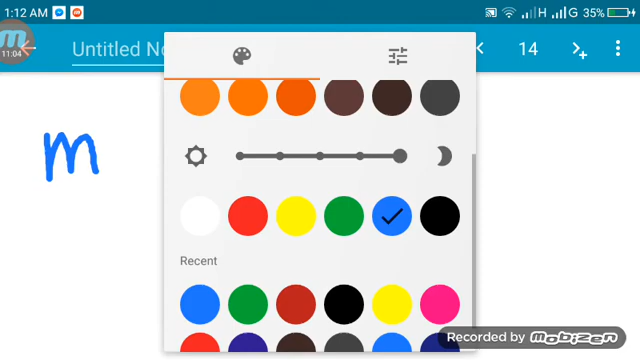 1:12 AM H G 35%
m
11:04
Untitled No
14
m
Recent
Recorded by mobizen